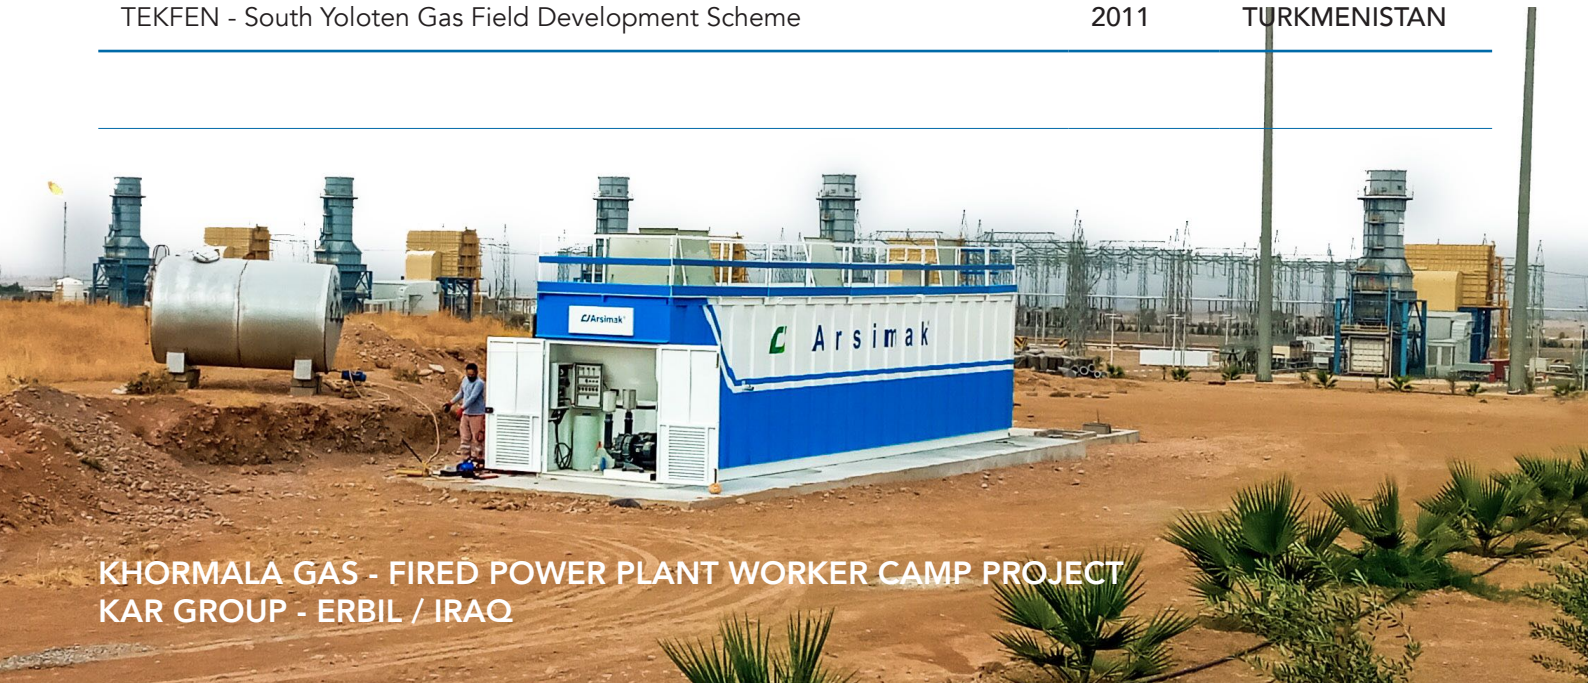 TEKFEN - South Yoloten Gas Field Development Scheme 2011 TURKMENISTAN
Arsimak
Arsimak
KHORMALA GAS - FIRED POWER PLANT WORKER CAMP PROJECT
KAR GROUP - ERBIL / IRAQ